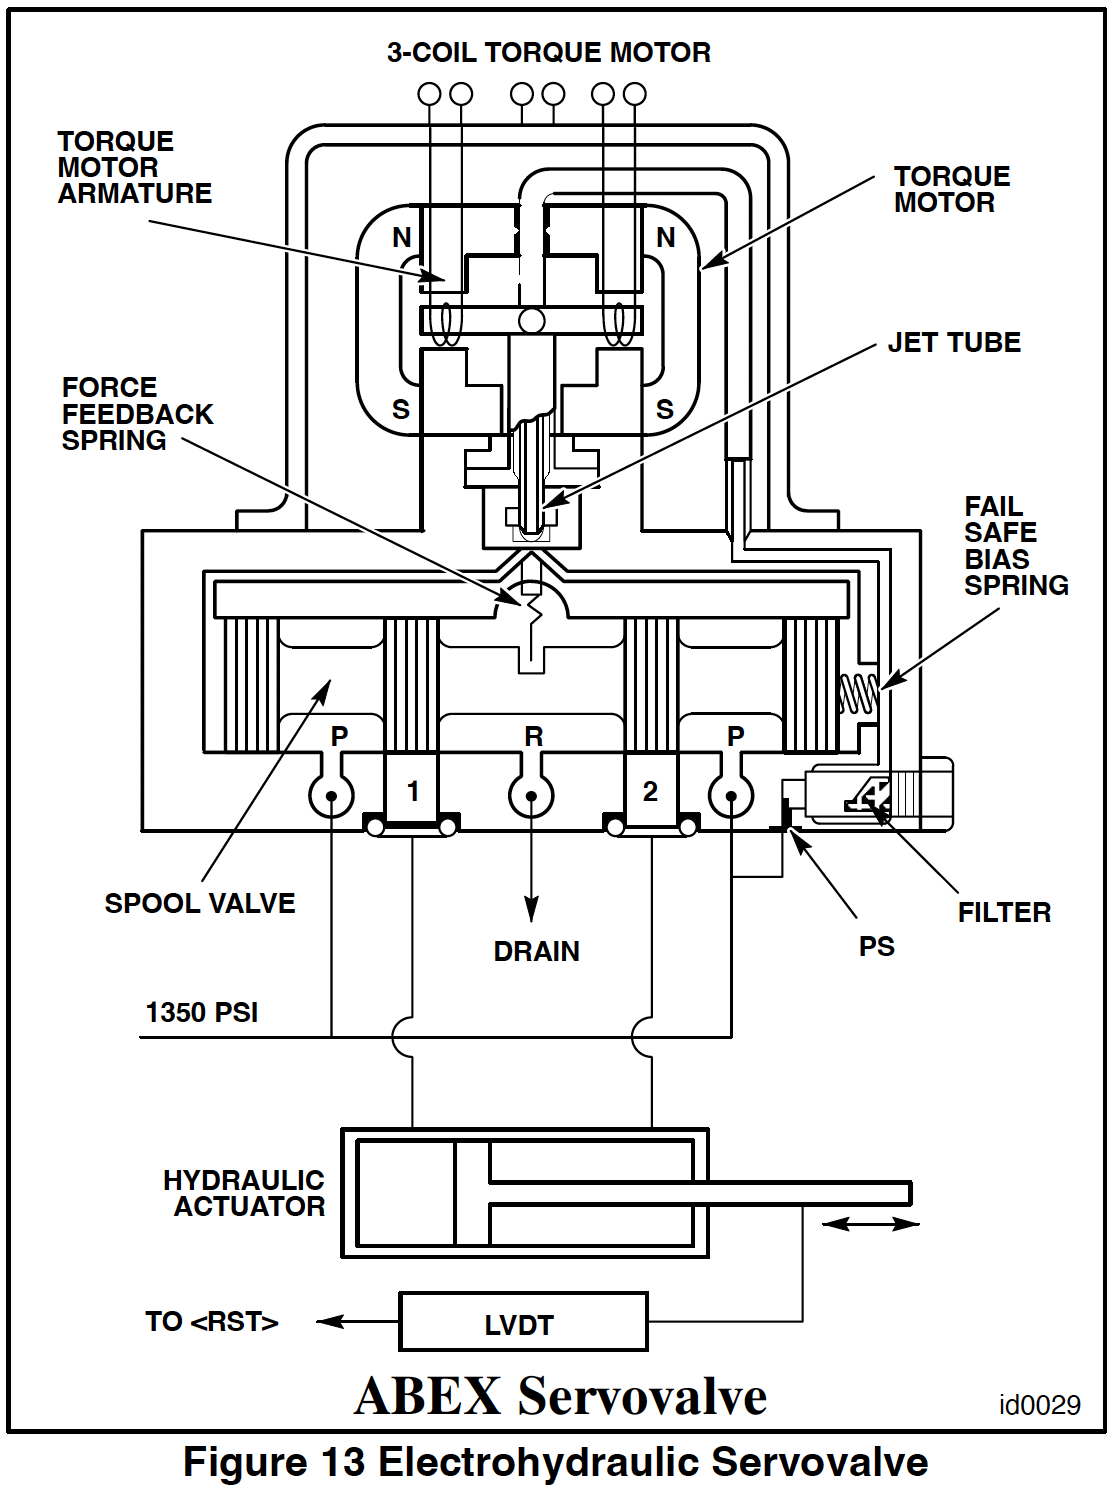 3-COIL TORQUE MOTOR
TORQUE
MOTOR
ARMATURE
TORQUE
MOTOR
N
N
JET TUBE
FORCE
FEEDBACK
SPRING
S
S
FAIL
SAFE
BIAS
SPRING
P
R
P
1
2
SPOOL VALVE
DRAIN
PS
FILTER
1350 PSI
HYDRAULIC
ACTUATOR
TO <RST>
LVDT
ABEX Servovalve
id0029
Figure 13 Electrohydraulic Servovalve